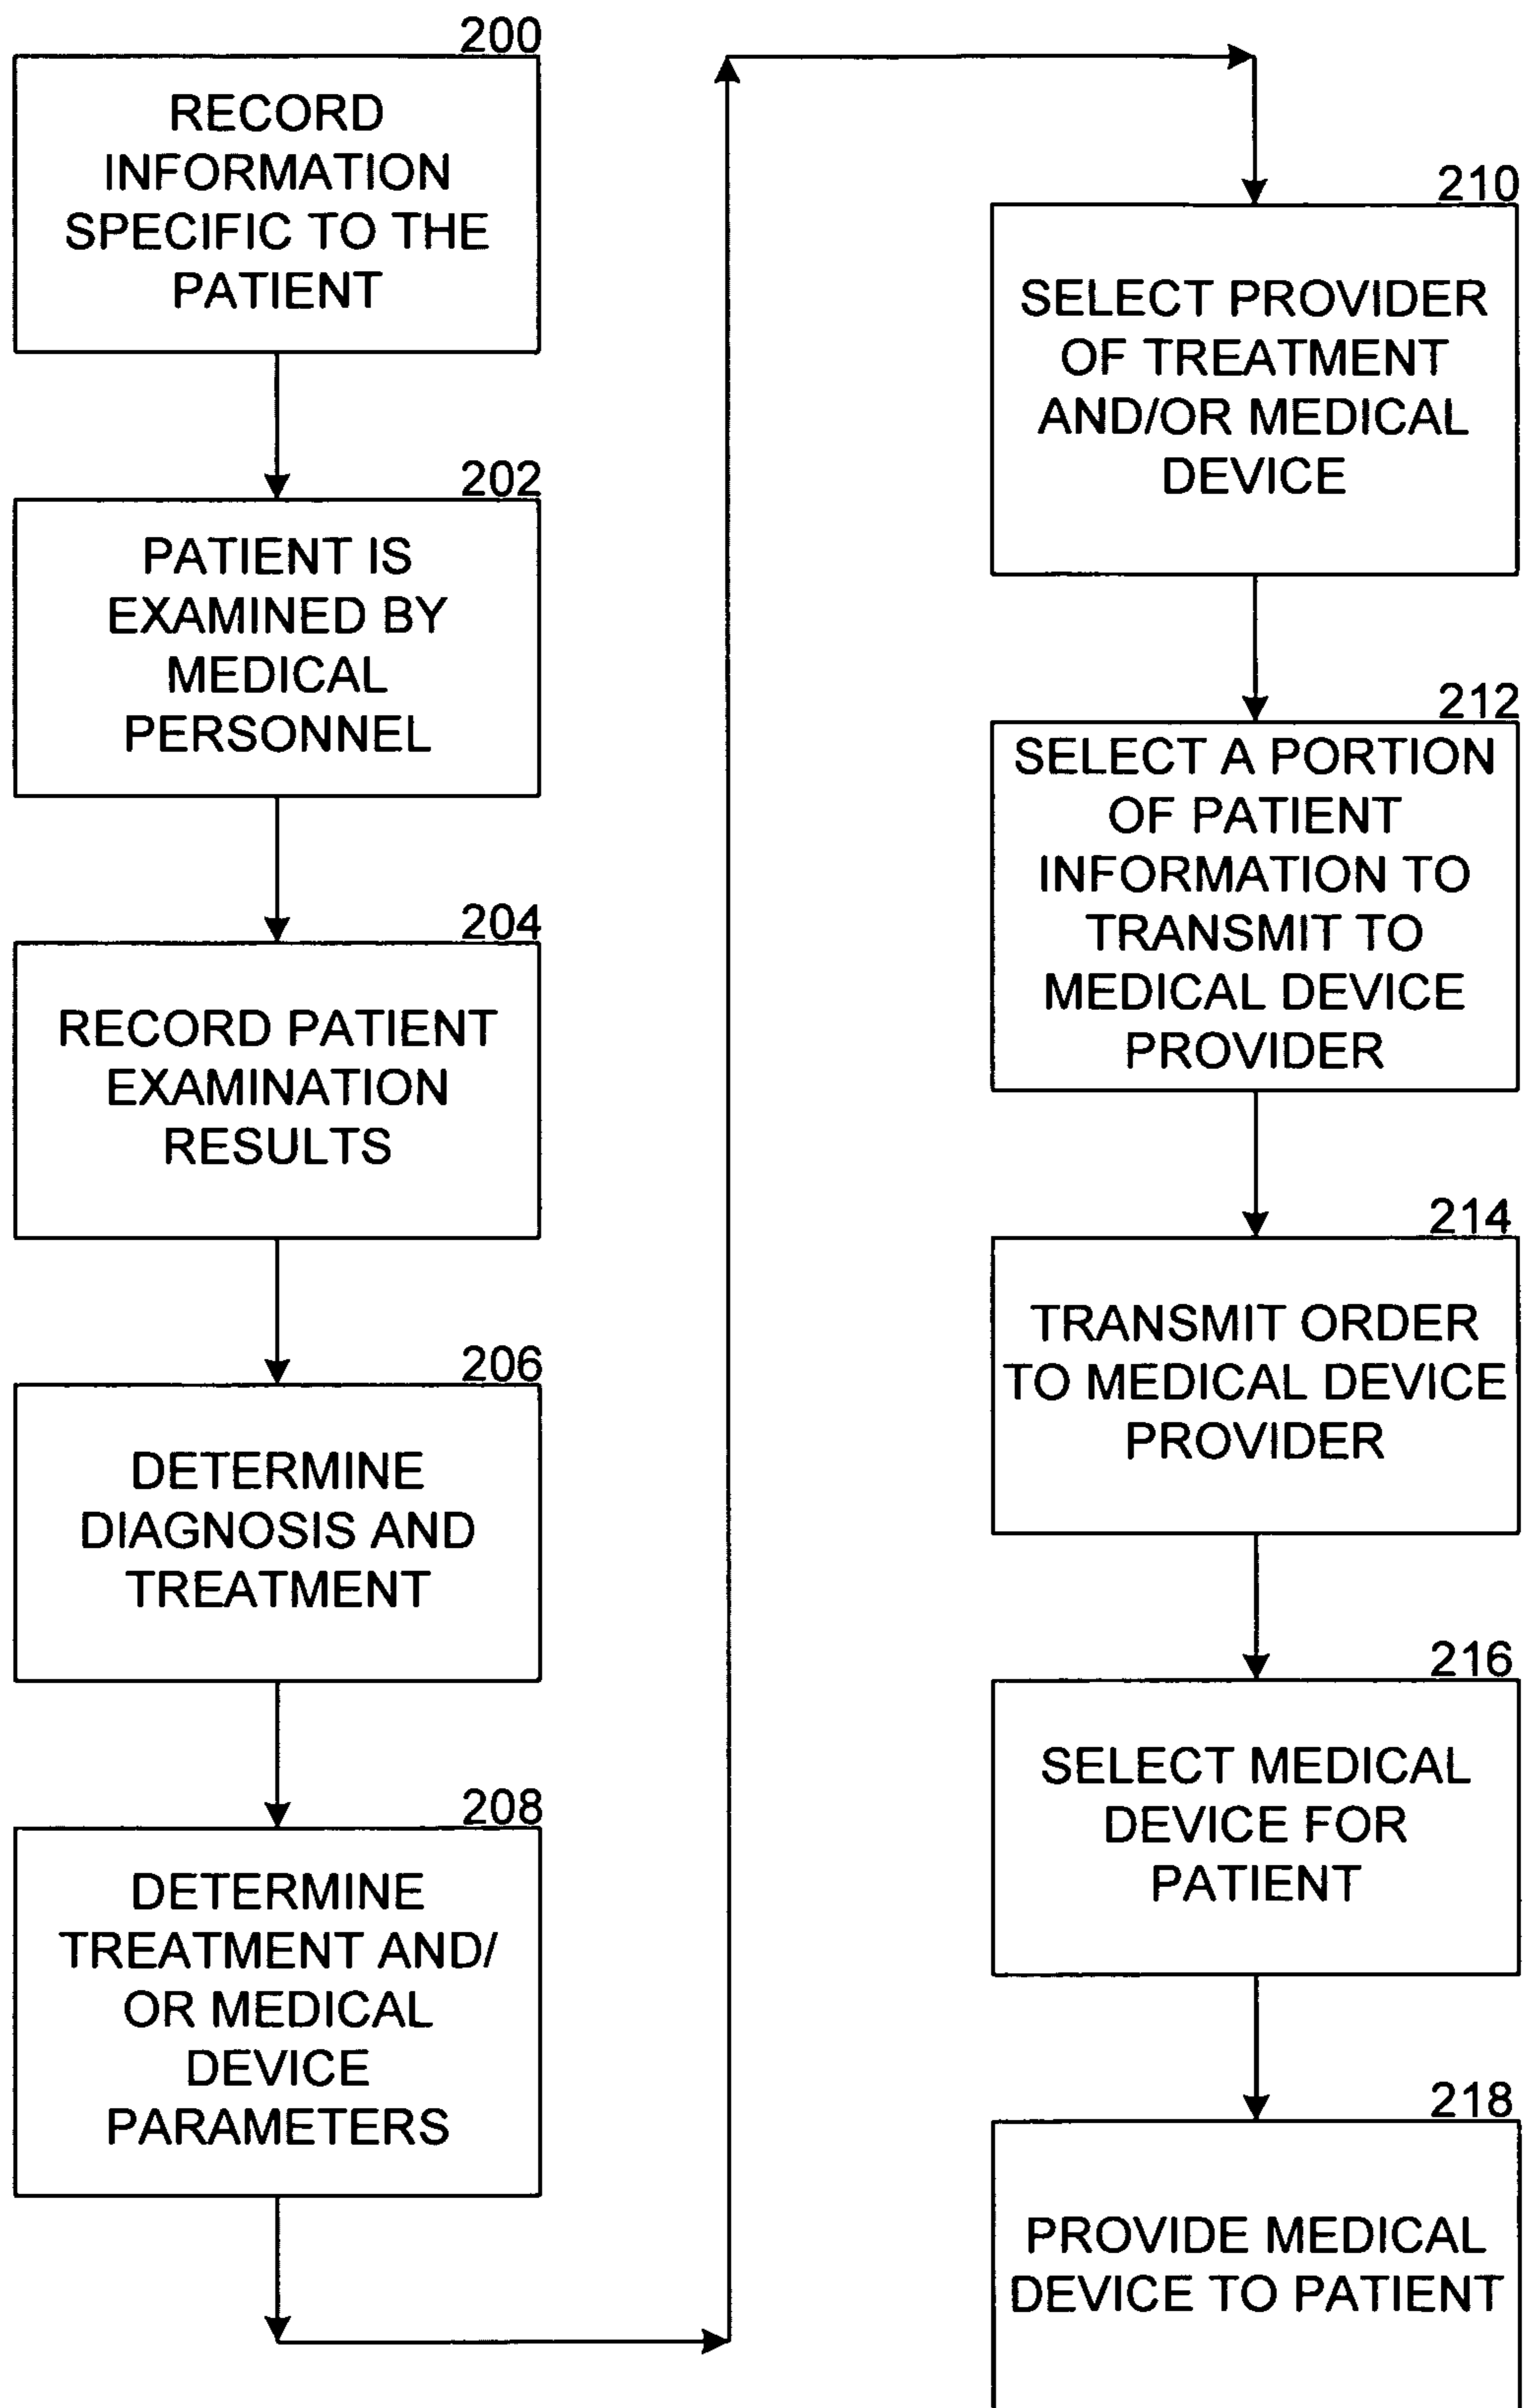 200
RECORD
INFORMATION
SPECIFIC TO THE
PATIENT
202
PATIENT IS
EXAMINED BY
MEDICAL
PERSONNEL
204
RECORD PATIENT
EXAMINATION
RESULTS
206
DETERMINE
DIAGNOSIS AND
TREATMENT
208
DETERMINE
TREATMENT AND/
OR MEDICAL
DEVICE
PARAMETERS
210
SELECT PROVIDER
OF TREATMENT
AND/OR MEDICAL
DEVICE
212
SELECT A PORTION
OF PATIENT
INFORMATION TO
TRANSMIT TO
MEDICAL DEVICE
PROVIDER
214
TRANSMIT ORDER
TO MEDICAL DEVICE
PROVIDER
216
SELECT MEDICAL
DEVICE FOR
PATIENT
218
PROVIDE MEDICAL
DEVICE TO PATIENT